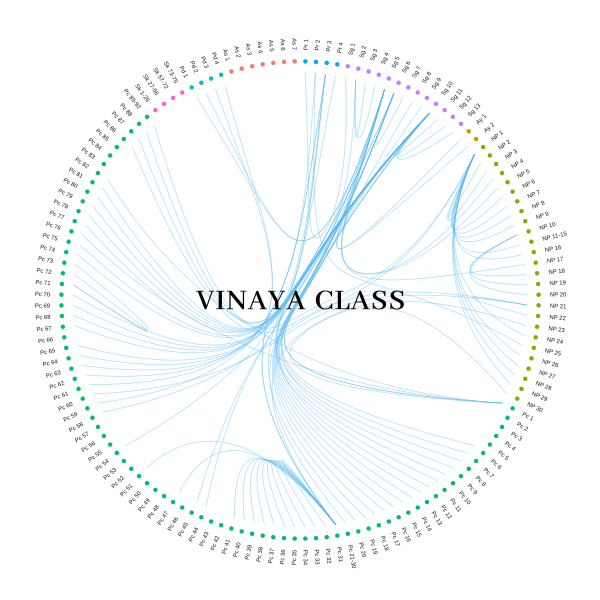 VINAYA CLASS
Pr 1
Pr 2
Pr 3
Pr 4
Sg 1
Sg 2
Sg 3
Sg 4
Sg 5
Sg 6
Sg 7
Sg 8
Sg 9
Sg 10
Sg 11
Sg 12
Sg 13
Ay 1
Ay 2
NP 1
NP 2
NP 3
NP 4
NP 5
NP 6
NP 7
NP 8
NP 9
NP 10
NP 11-15
NP 16
NP 17
NP 18
NP 19
NP 20
NP 21
NP 22
NP 23
NP 24
NP 25
NP 26
NP 27
NP 28
NP 29
NP 30
Pc 1
Pc 2
Pc 3
Pc 4
Pc 5
Pc 6
Pc 7
Pc 8
Pc 9
Pc 10
Pc 11
Pc 12
Pc 13
Pc 14
Pc 15
Pc 16
Pc 17
Pc 18
Pc 19
Pc 20
Pc 21-30
Pc 31
Pc 32
Pc 33
Pc 34
Pc 35
Pc 36
Pc 37
Pc 38
Pc 39
Pc 40
Pc 41
Pc 42
Pc 43
Pc 44
Pc 45
Pc 46
Pc 47
Pc 48
Pc 49
Pc 50
Pc 51
Pc 52
Pc 53
Pc 54
Pc 55
Pc 56
Pc 57
Pc 58
Pc 59
Pc 60
Pc 61
Pc 62
Pc 63
Pc 64
Pc 65
Pc 66
Pc 67
Pc 68
Pc 69
Pc 70
Pc 71
Pc 72
Pc 73
Pc 74
Pc 75
Pc 76
Pc 77
Pc 78
Pc 79
Pc 80
Pc 81
Pc 82
Pc 83
Pc 84
Pc 85
Pc 86
Pc 87
Pc 88
Pc 89-92
Sk 1-26
Sk 27-56
Sk 57-72
Sk 73-75
Pd 1
Pd 2
Pd 3
Pd 4
As 1
As 2
As 3
As 4
As 5
As 6
As 7